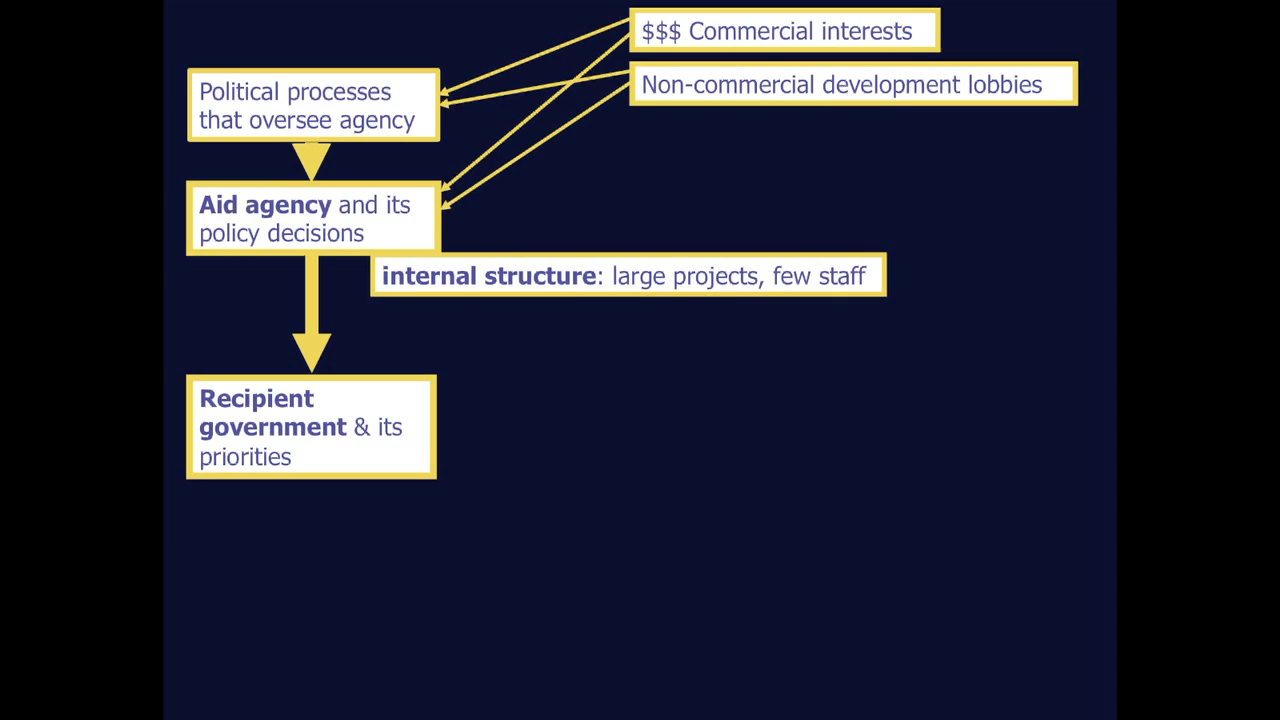 $$$ Commercial interests
Non-commercial development lobbies
Political processes
that oversee agency
Aid agency and its
policy decisions
internal structure: large projects, few staff
Recipient
government & its
priorities